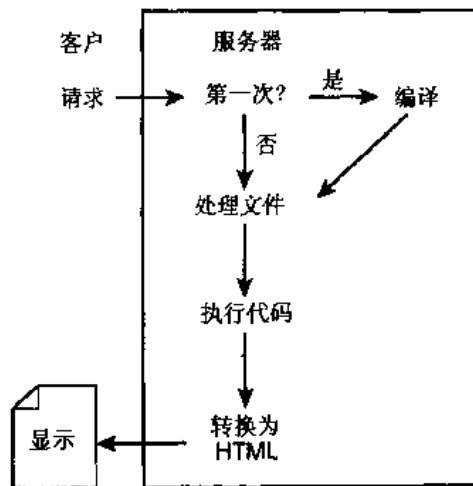 客户
服务器
请求
第一次?
是
编译
否
处理文件
执行代码
转换为
HTML
显示